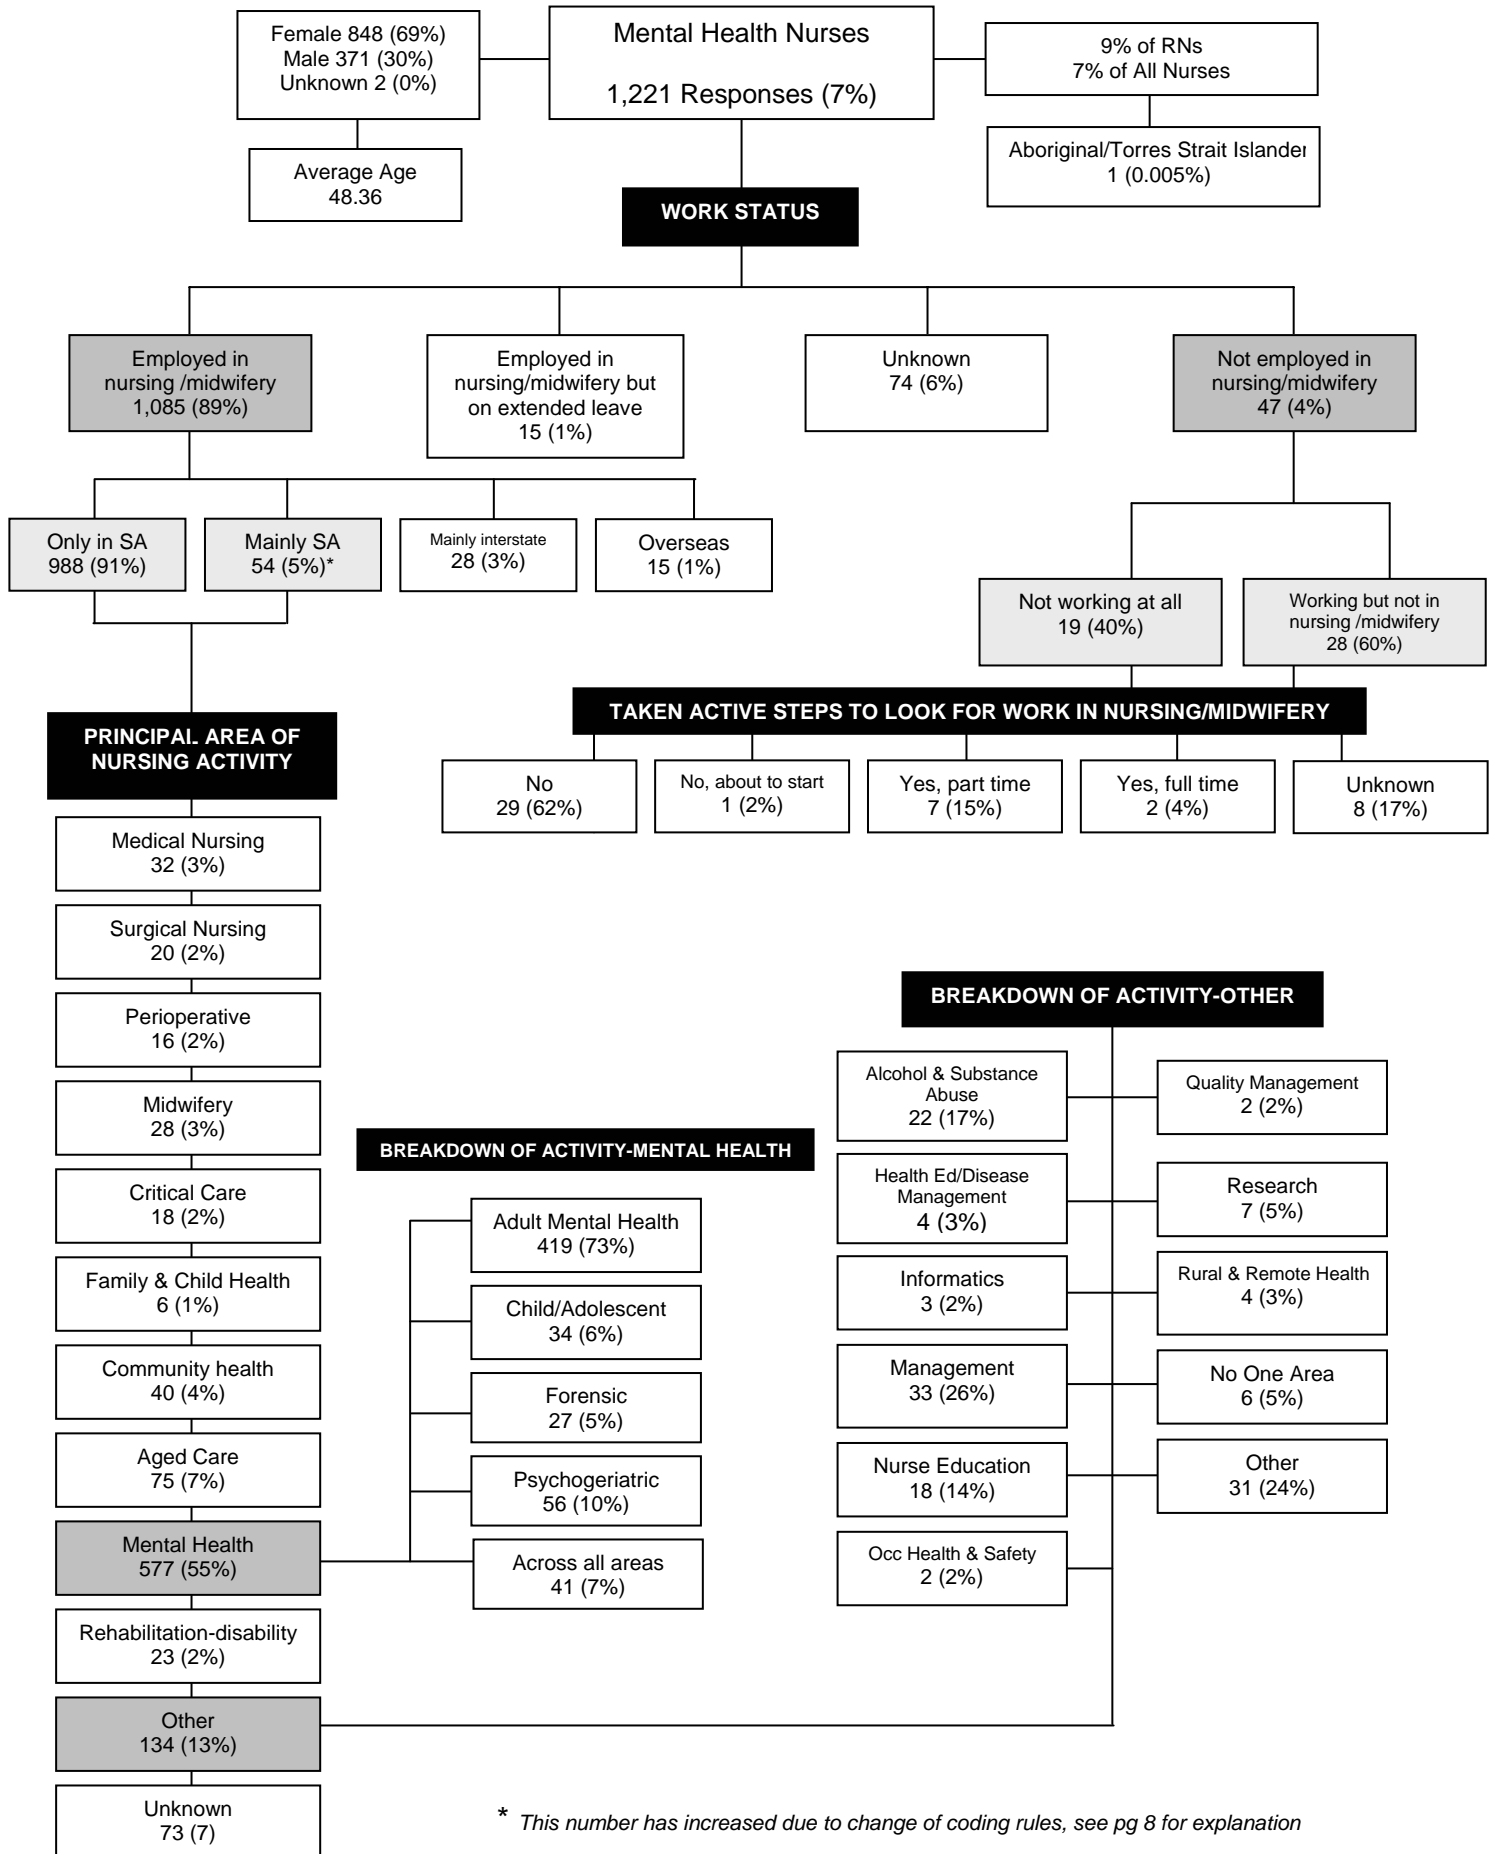 Female 848 (69%)
Male 371 (30%)
Unknown 2 (0%)
Mental Health Nurses
1,221 Responses (7%)
9% of RNs
7% of All Nurses
Average Age
48.36
Aboriginal/Torres Strait Islander
1 (0.005%)
WORK STATUS
Employed in
nursing /midwifery
1,085 (89%)
Employed in
nursing/midwifery but
on extended leave
15 (1%)
Unknown
74 (6%)
Not employed in
nursing/midwifery
47 (4%)
Only in SA
988 (91%)
Mainly SA
54 (5%)*
Mainly interstate
28 (3%)
Overseas
15 (1%)
Not working at all
19 (40%)
Working but not in
nursing /midwifery
28 (60%)
TAKEN ACTIVE STEPS TO LOOK FOR WORK IN NURSING/MIDWIFERY
No
29 (62%)
No, about to start
1 (2%)
Yes, part time
7 (15%)
Yes, full time
2 (4%)
Unknown
8 (17%)
PRINCIPAL AREA OF
NURSING ACTIVITY
Medical Nursing
32 (3%)
Surgical Nursing
20 (2%)
Perioperative
16 (2%)
Midwifery
28 (3%)
Critical Care
18 (2%)
Family & Child Health
6 (1%)
Community health
40 (4%)
Aged Care
75 (7%)
Mental Health
577 (55%)
Rehabilitation-disability
23 (2%)
Other
134 (13%)
Unknown
73 (7)
BREAKDOWN OF ACTIVITY-MENTAL HEALTH
Adult Mental Health
419 (73%)
Child/Adolescent
34 (6%)
Forensic
27 (5%)
Psychogeriatric
56 (10%)
Across all areas
41 (7%)
BREAKDOWN OF ACTIVITY-OTHER
Alcohol & Substance
Abuse
22 (17%)
Quality Management
2 (2%)
Health Ed/Disease
Management
4 (3%)
Research
7 (5%)
Informatics
3 (2%)
Rural & Remote Health
4 (3%)
Management
33 (26%)
No One Area
6 (5%)
Nurse Education
18 (14%)
Other
31 (24%)
Occ Health & Safety
2 (2%)
* This number has increased due to change of coding rules, see pg 8 for explanation